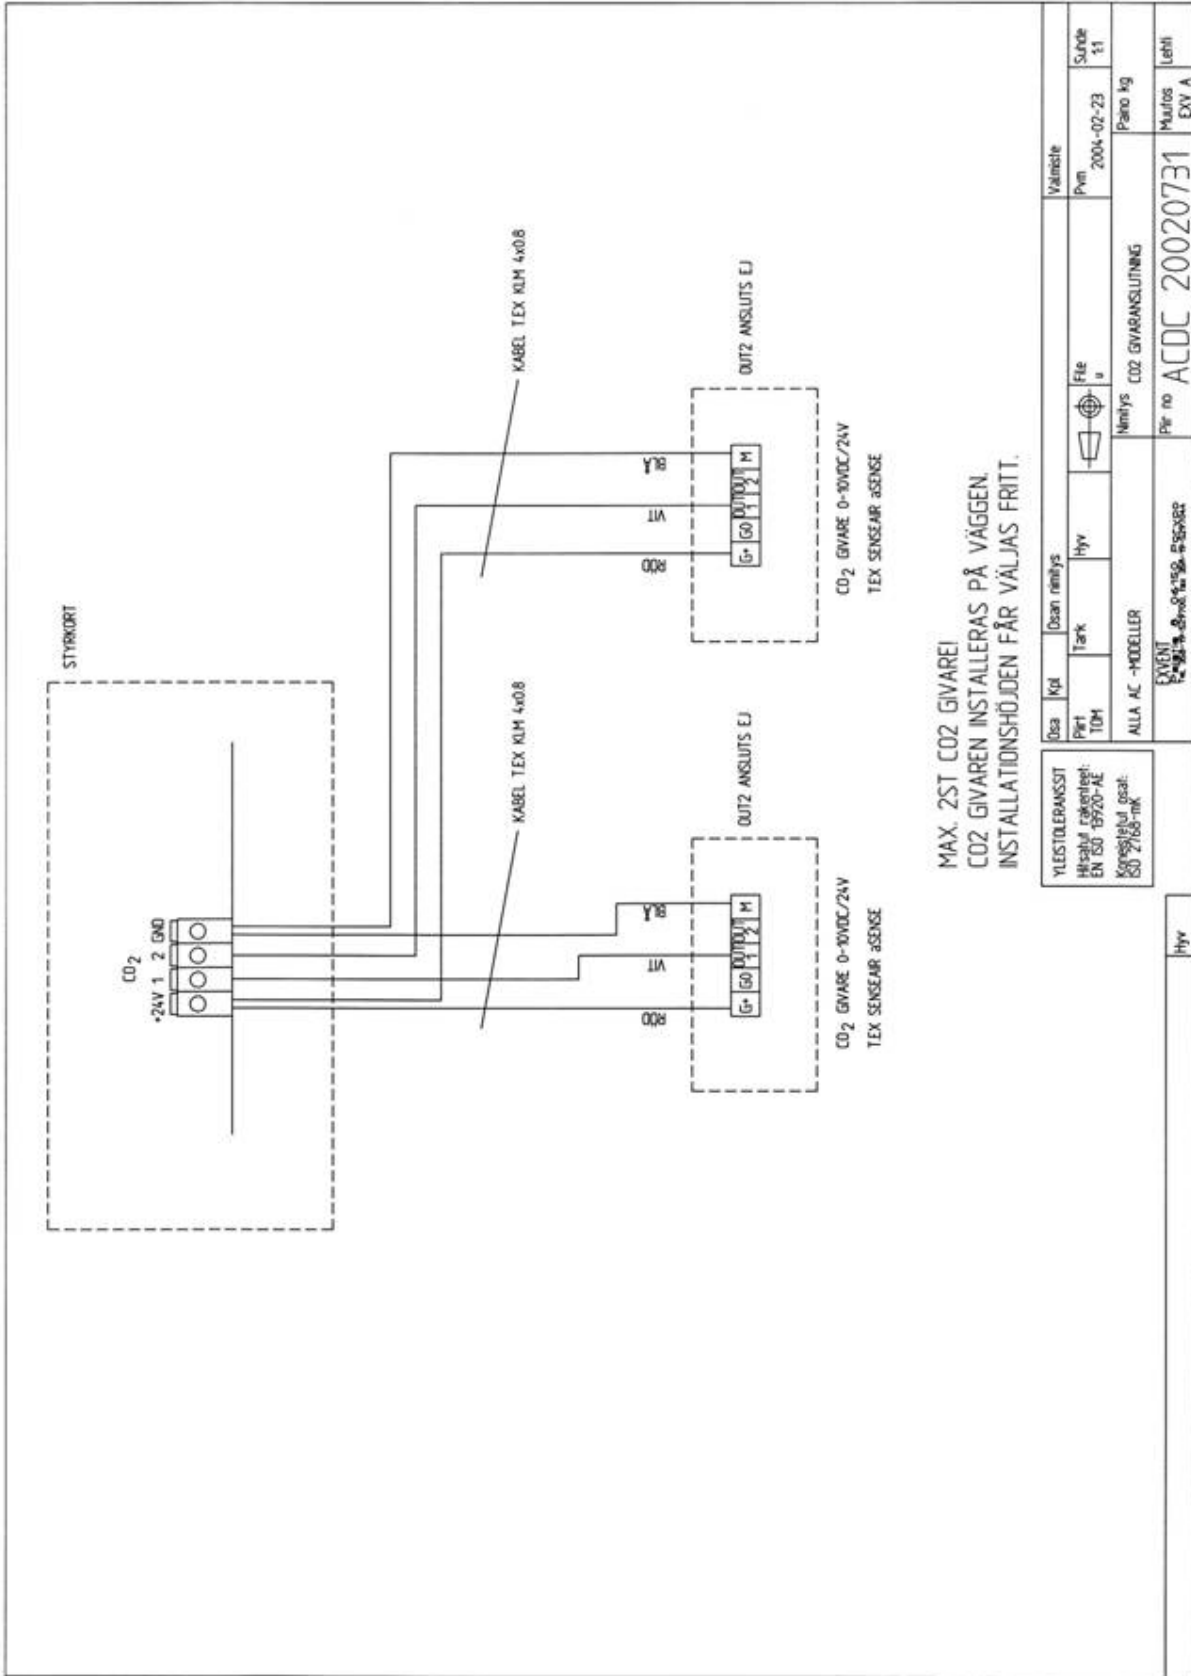 STYRKORT
CO2
+24V 1 2 GND
KABEL T.EX KLM 4x0.8
KABEL T.EX KLM 4x0.8
RÖD
VIT
BLÅ
RÖD
VIT
BLÅ
G+ G0 OUT 1 OUT 2 M
G+ G0 OUT 1 OUT 2 M
OUT2 ANSLUTS EJ
OUT2 ANSLUTS EJ
CO2 GIVARE 0-10VDC/24V
T.EX SENSEAIR aSENSE
CO2 GIVARE 0-10VDC/24V
T.EX SENSEAIR aSENSE
MAX. 2ST CO2 GIVARE!
CO2 GIVAREN INSTALLERAS PÅ VÄGGEN.
INSTALLATIONSHÖJDEN FÅR VÄLJAS FRITT.
YLEISTOLERANSSIT
Hitsatut rakenteet:
EN ISO 13920-AE
Koneistetut osat:
ISO 2768-mK
Osa Kpl Osan nimitys Valmiste
Piirt TOM Tark Hyv File u Pvm 2004-02-23 Suhde 1:1
ALLA AC -MODELLER
Nimitys CO2 GIVARANSLUTNING
Paino kg
EXVENT
Piir no ACDC 20020731
Muutos EXV A
Lehti
Hyv